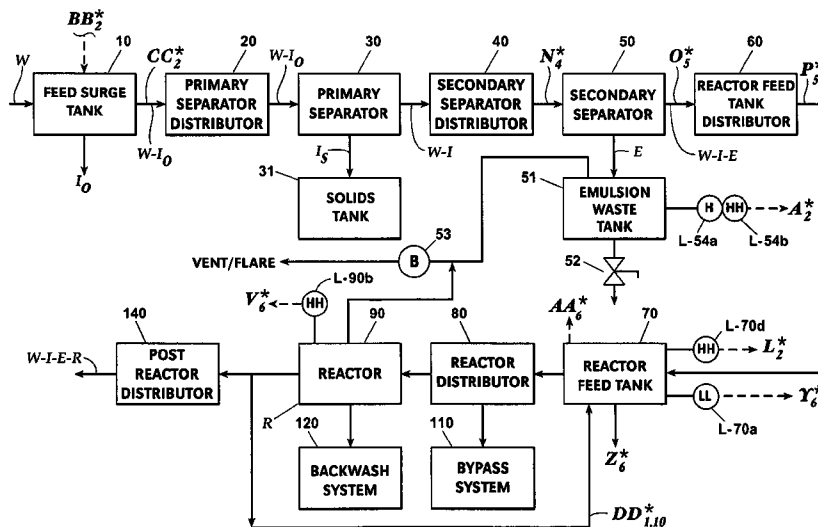 BB*2
10
20
30
40
50
60
W
CC*2
W-IO
N*4
O*5
P*5
FEED SURGE
TANK
PRIMARY
SEPARATOR
DISTRIBUTOR
PRIMARY
SEPARATOR
SECONDARY
SEPARATOR
DISTRIBUTOR
SECONDARY
SEPARATOR
REACTOR FEED
TANK
DISTRIBUTOR
IO
W-IO
IS
W-I
E
W-I-E
31
SOLIDS
TANK
51
EMULSION
WASTE
TANK
H
HH
A*2
L-54a
L-54b
53
VENT/FLARE
B
52
L-90b
V*6
HH
AA*6
140
90
80
70
L-70d
HH
L*2
W-I-E-R
POST
REACTOR
DISTRIBUTOR
REACTOR
REACTOR
DISTRIBUTOR
REACTOR
FEED TANK
LL
Y*6
L-70a
R
120
110
BACKWASH
SYSTEM
BYPASS
SYSTEM
Z*6
DD*1,10